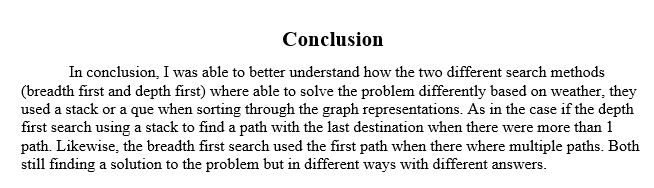 Conclusion
In conclusion, I was able to better understand how the two different search methods
(breadth first and depth first) where able to solve the problem differently based on weather, they
used a stack or a que when sorting through the graph representations. As in the case if the depth
first search using a stack to find a path with the last destination when there were more than 1
path. Likewise, the breadth first search used the first path when there where multiple paths. Both
still finding a solution to the problem but in different ways with different answers.